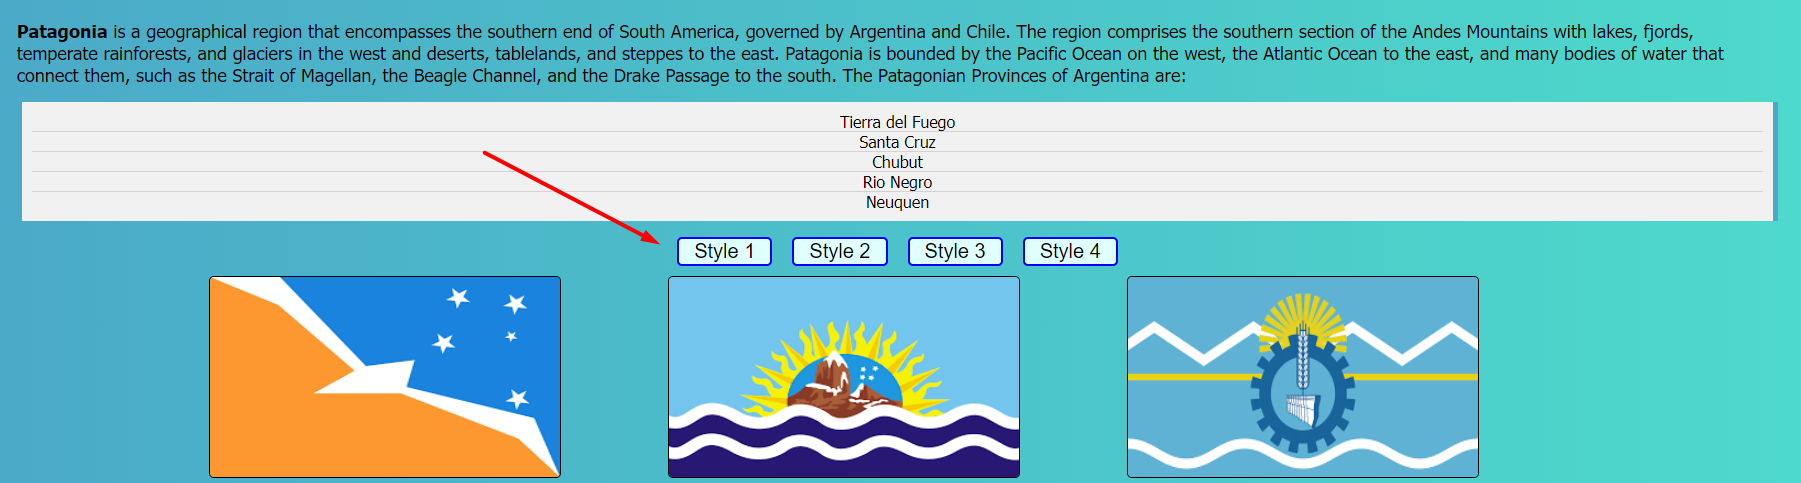 Patagonia is a geographical region that encompasses the southern end of South America, governed by Argentina and Chile. The region comprises the southern section of the Andes Mountains with lakes, fjords,
temperate rainforests, and glaciers in the west and deserts, tablelands, and steppes to the east. Patagonia is bounded by the Pacific Ocean on the west, the Atlantic Ocean to the east, and many bodies of water that
connect them, such as the Strait of Magellan, the Beagle Channel, and the Drake Passage to the south. The Patagonian Provinces of Argentina are:
Tierra del Fuego
Santa Cruz
Chubut
Rio Negro
Neuquen
Style 1 Style 2 Style 3 Style 4